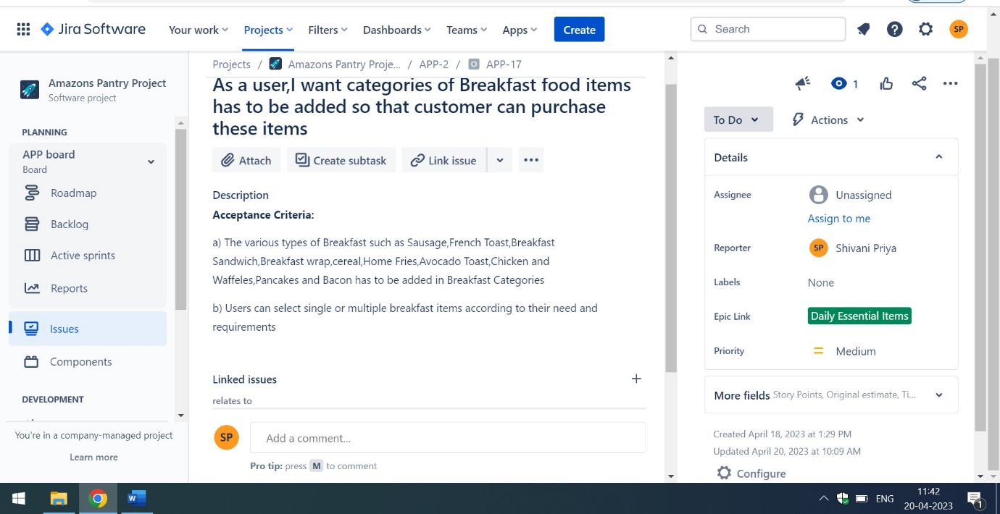 Jira Software
Your work
Projects
Filters
Dashboards
Teams
Apps
Create
Search
SP
Amazons Pantry Project
Software project
PLANNING
APP board
Board
Roadmap
Backlog
Active sprints
Reports
Issues
Components
DEVELOPMENT
You're in a company-managed project
Learn more
Projects / Amazons Pantry Proje... / APP-2 / APP-17
As a user,I want categories of Breakfast food items
has to be added so that customer can purchase
these items
Attach
Create subtask
Link issue
Description
Acceptance Criteria:
a) The various types of Breakfast such as Sausage,French Toast,Breakfast
Sandwich,Breakfast wrap,cereal,Home Fries,Avocado Toast,Chicken and
Waffeles,Pancakes and Bacon has to be added in Breakfast Categories
b) Users can select single or multiple breakfast items according to their need and
requirements
Linked issues
relates to
SP
Add a comment...
Pro tip: press M to comment
1
To Do
Actions
Details
Assignee
Unassigned
Assign to me
Reporter
SP Shivani Priya
Labels
None
Epic Link
Daily Essential Items
Priority
Medium
More fields Story Points, Original estimate, Ti...
Created April 18, 2023 at 1:29 PM
Updated April 20, 2023 at 10:09 AM
Configure
ENG
11:42
20-04-2023
1